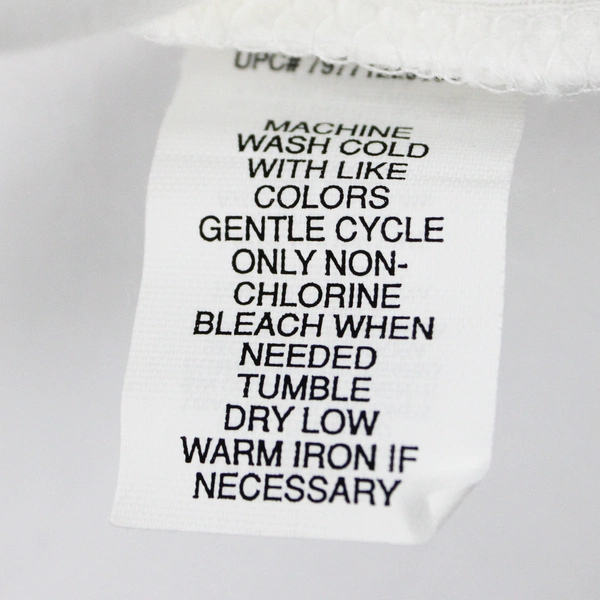 UPC#
MACHINE
WASH COLD
WITH LIKE
COLORS
GENTLE CYCLE
ONLY NON-
CHLORINE
BLEACH WHEN
NEEDED
TUMBLE
DRY LOW
WARM IRON IF
NECESSARY